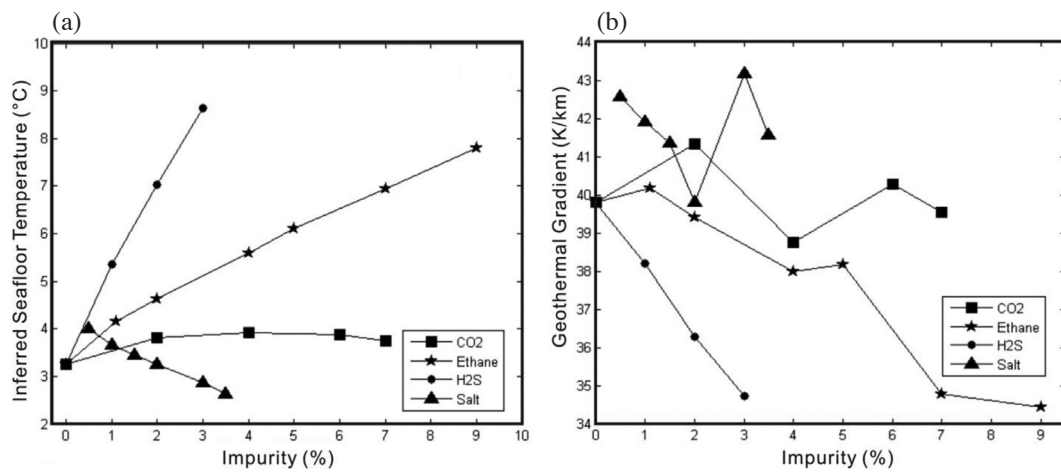 (a)
Inferred Seafloor Temperature (°C)
10
9
8
7
6
5
4
3
2
0 1 2 3 4 5 6 7 8 9 10
Impurity (%)
CO2
Ethane
H2S
Salt
(b)
Geothermal Gradient (K/km)
44
43
42
41
40
39
38
37
36
35
34
0 1 2 3 4 5 6 7 8 9
Impurity (%)
CO2
Ethane
H2S
Salt